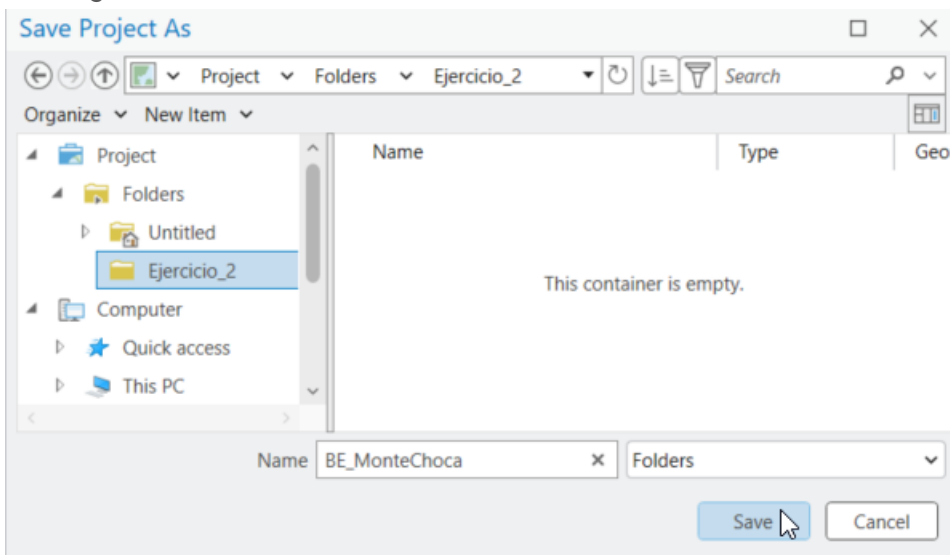 Save Project As
Project Folders Ejercicio_2 Search
Organize New Item
Project Name Type Geo
Folders
Untitled
Ejercicio_2
This container is empty.
Computer
Quick access
This PC
Name BE_MonteChoca Folders
Save Cancel